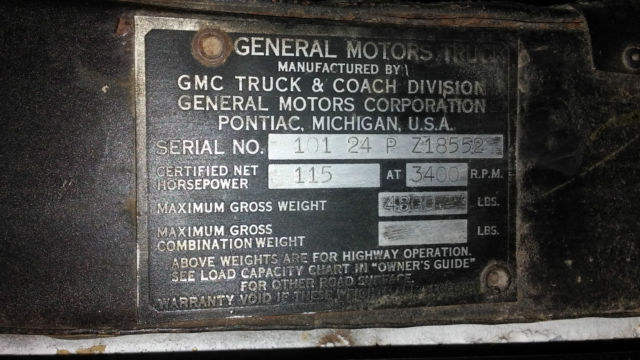 GENERAL MOTORS TRUCK
MANUFACTURED BY
GMC TRUCK & COACH DIVISION
GENERAL MOTORS CORPORATION
PONTIAC, MICHIGAN, U.S.A.
SERIAL NO. 101 24 P Z18552
CERTIFIED NET HORSEPOWER 115 AT 3400 R.P.M.
MAXIMUM GROSS WEIGHT 4800 LBS.
MAXIMUM GROSS COMBINATION WEIGHT LBS.
ABOVE WEIGHTS ARE FOR HIGHWAY OPERATION.
SEE LOAD CAPACITY CHART IN "OWNER'S GUIDE"
FOR OTHER ROAD SURFACE.
WARRANTY VOID IF THESE